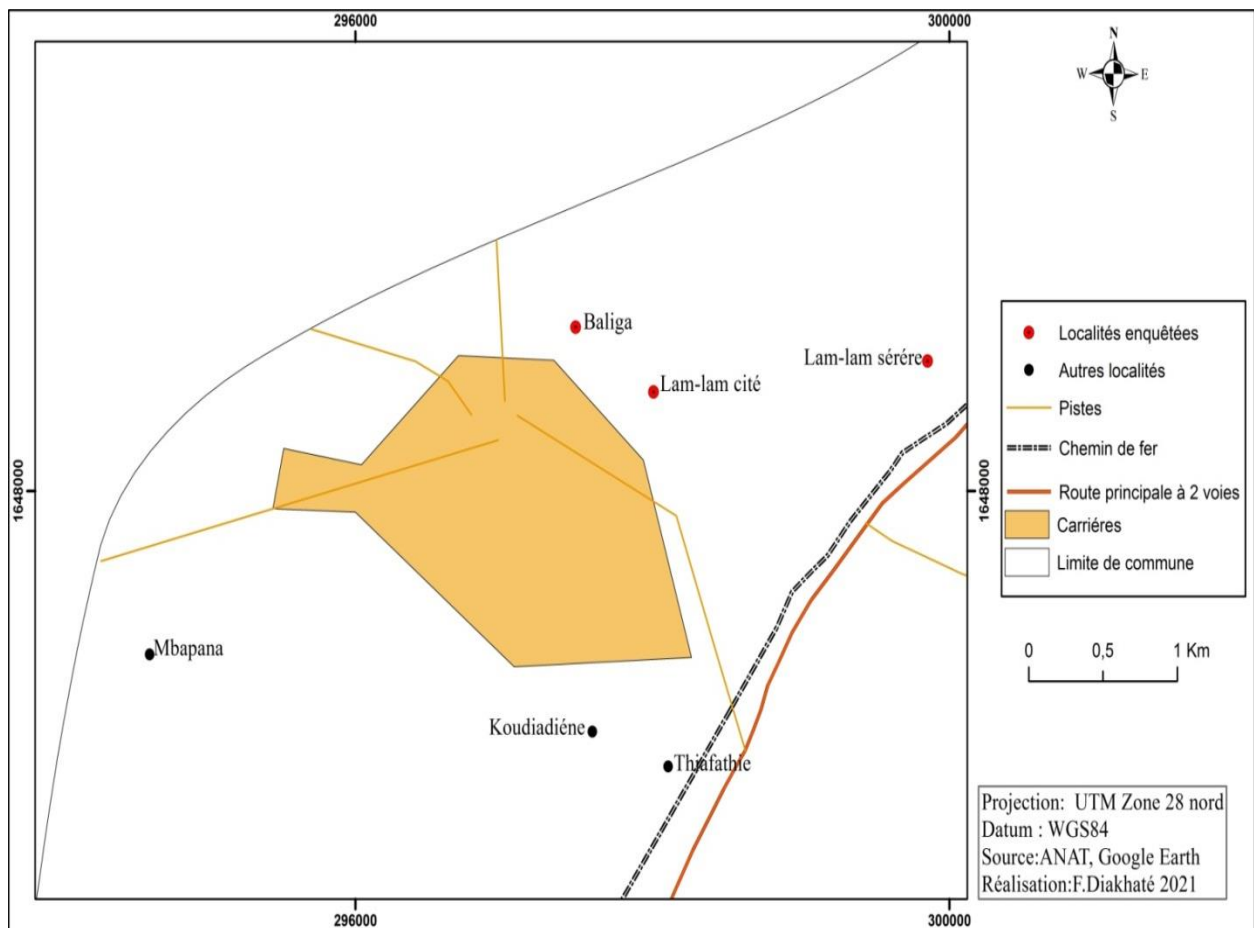 296000
300000
N
W
E
S
Baliga
Lam-lam sérére
Lam-lam cité
1648000
1648000
Mbapana
Koudiadiéne
Thiafathie
Localités enquêtées
Autres localités
Pistes
Chemin de fer
Route principale à 2 voies
Carriéres
Limite de commune
0
0,5
1 Km
Projection: UTM Zone 28 nord
Datum : WGS84
Source:ANAT, Google Earth
Réalisation:F.Diakhaté 2021
296000
300000